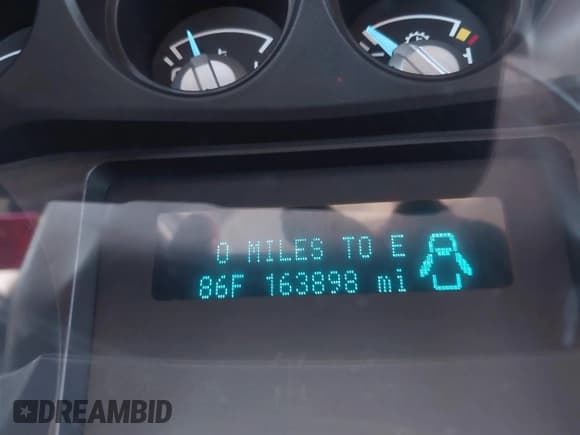 0 MILES TO E
86F 163898 mi
DREAMBID